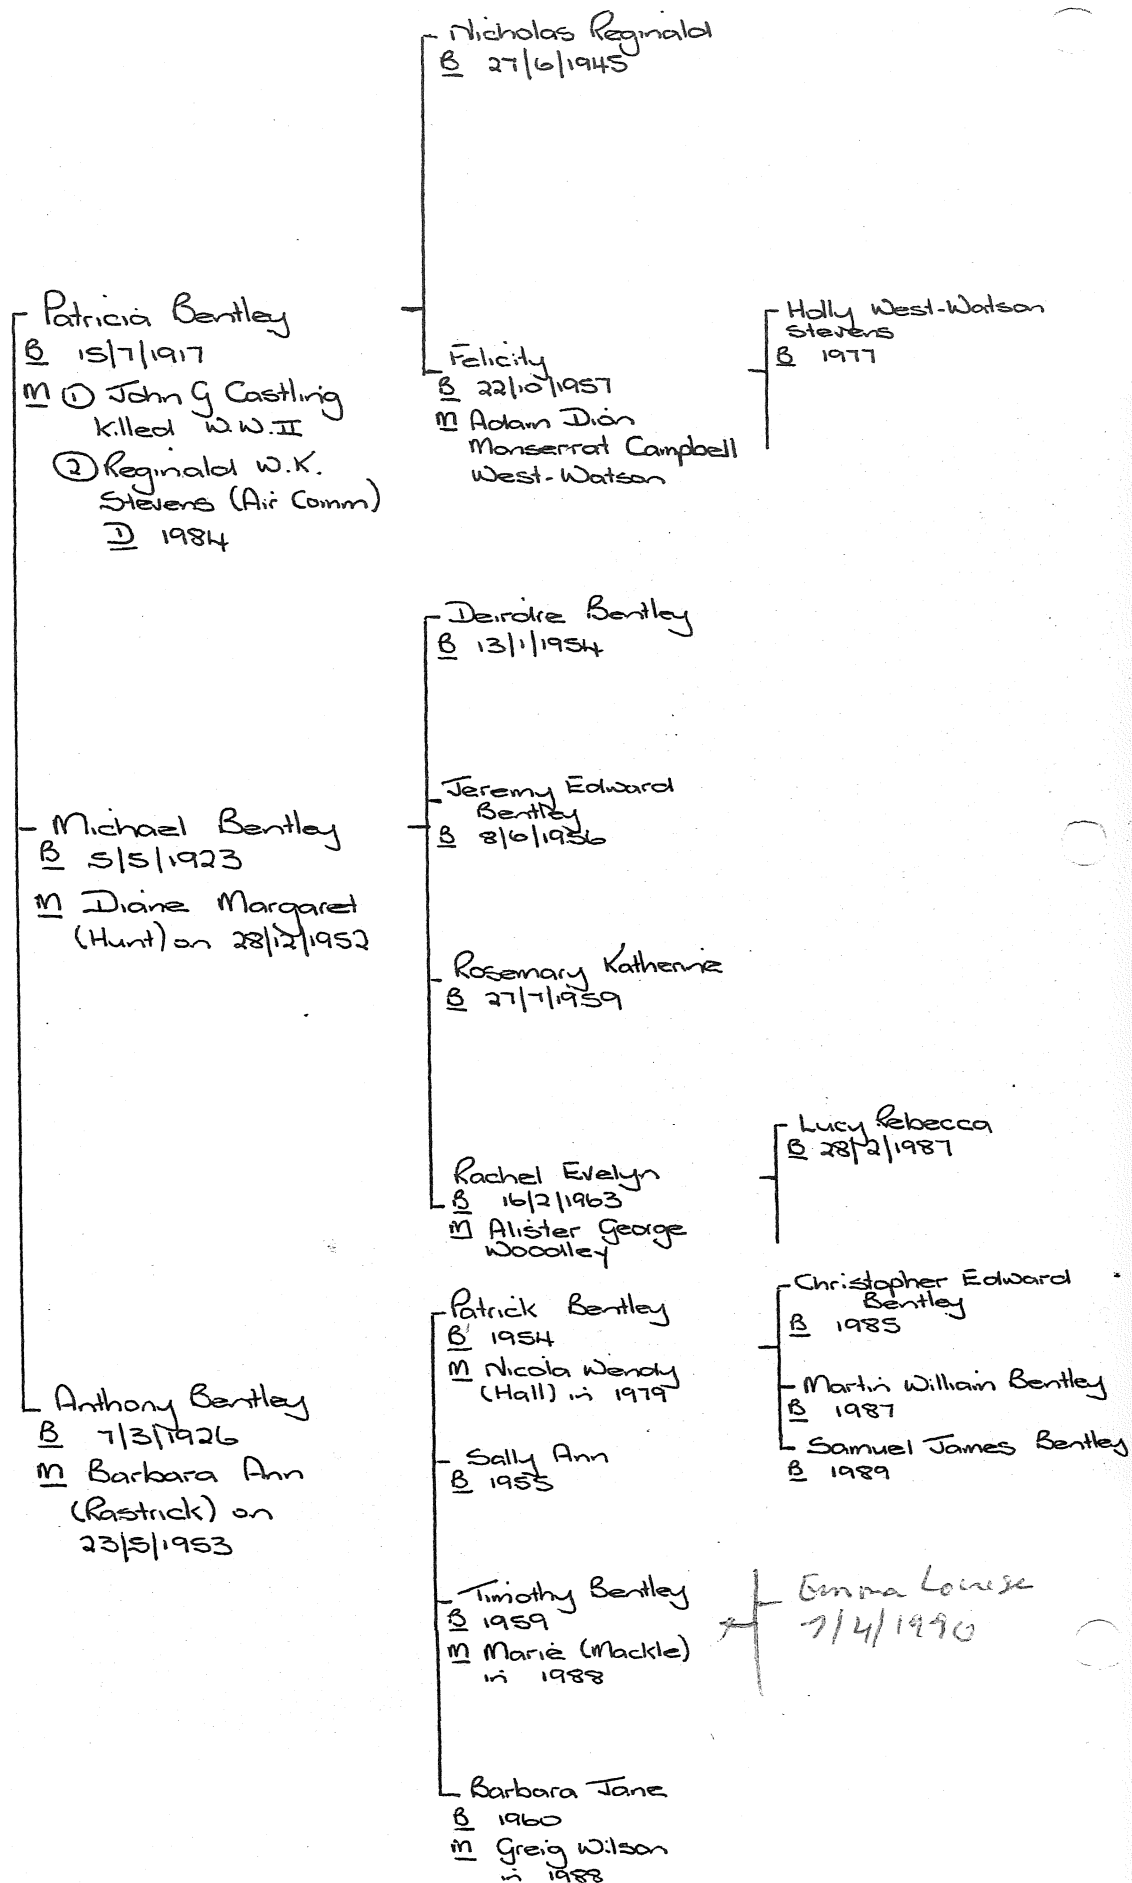 Nicholas Reginald
B 27/6/1945
Patricia Bentley
B 15/7/1917
M ① John G Castling
Killed W.W.II
② Reginald W.K.
Stevens (Air Comm)
D 1984
Felicity
B 22/10/1957
M Adam Dion
Monserrat Campbell
West-Watson
Holly West-Watson
Stevens
B 1977
Michael Bentley
B 5/5/1923
M Diane Margaret
(Hunt) on 28/12/1952
Deirdre Bentley
B 13/1/1954
Jeremy Edward
Bentley
B 8/6/1956
Rosemary Katherine
B 27/7/1959
Rachel Evelyn
B 16/2/1963
M Alister George
Woodley
Lucy Rebecca
B 28/2/1987
Anthony Bentley
B 7/3/1926
M Barbara Ann
(Rastrick) on
23/5/1953
Patrick Bentley
B 1954
M Nicola Wendy
(Hall) in 1979
Christopher Edward
Bentley
B 1985
Martin William Bentley
B 1987
Samuel James Bentley
B 1989
Sally Ann
B 1955
Timothy Bentley
B 1959
M Marie (Mackle)
in 1988
Emma Louise
7/4/1990
Barbara Jane
B 1960
M Greig Wilson
in 1988